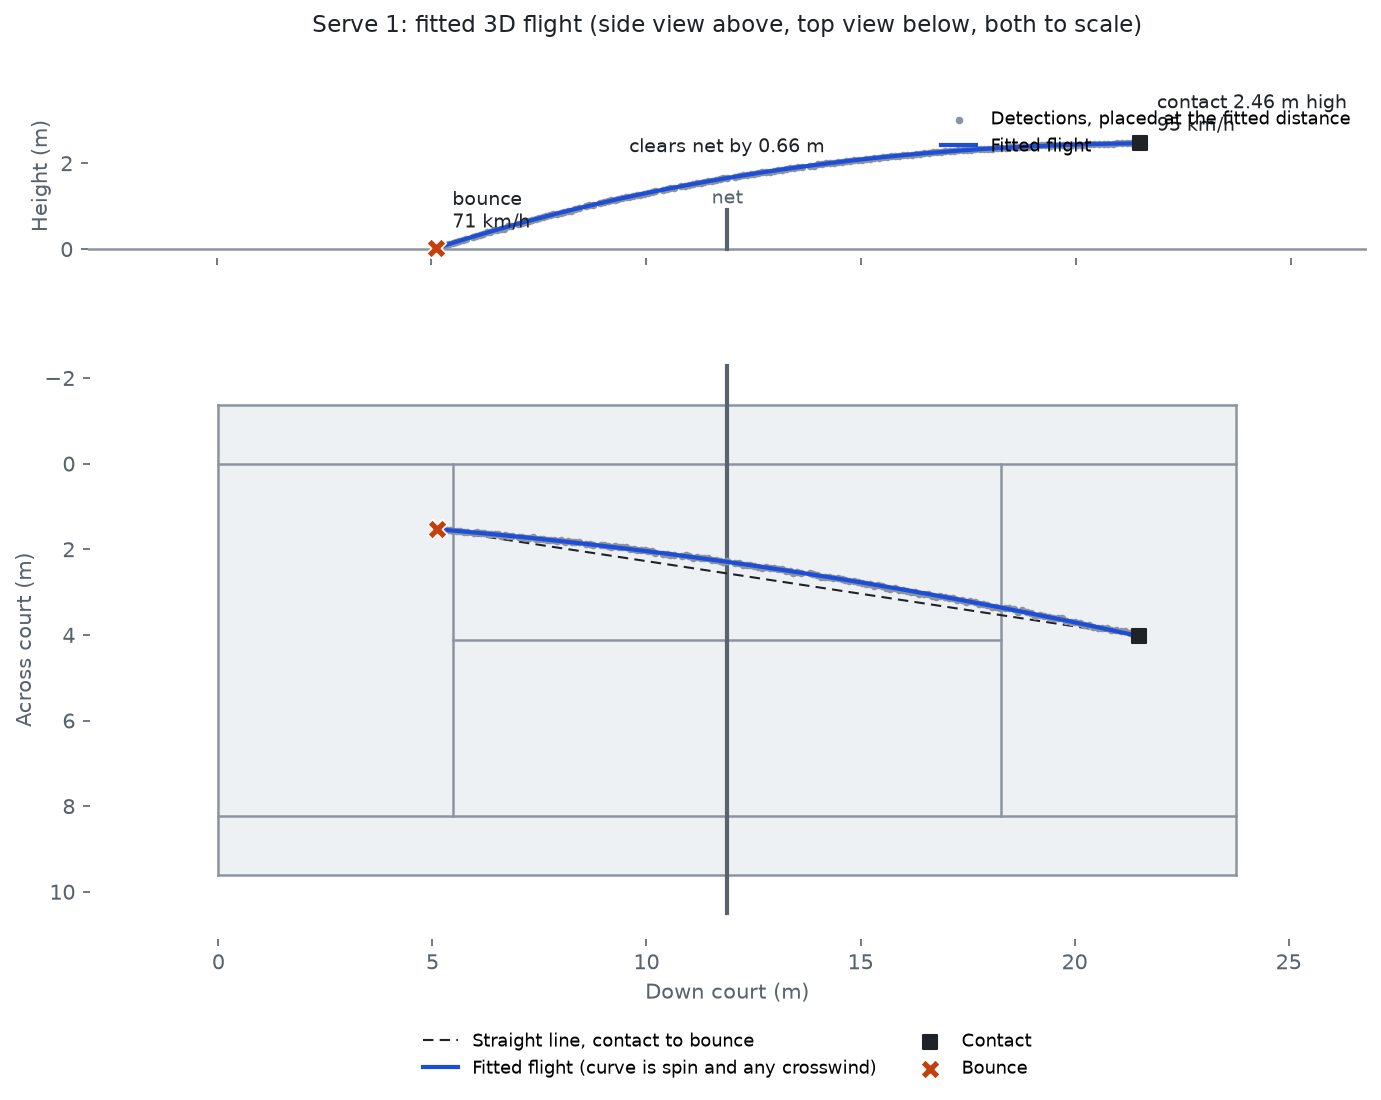 Serve 1: fitted 3D flight (side view above, top view below, both to scale)
contact 2.46 m high
95 km/h
Detections, placed at the fitted distance
Fitted flight
clears net by 0.66 m
Height (m)
2
0
bounce
71 km/h
net
−2
0
2
4
6
8
10
Across court (m)
0
5
10
15
20
25
Down court (m)
Straight line, contact to bounce
Fitted flight (curve is spin and any crosswind)
Contact
Bounce